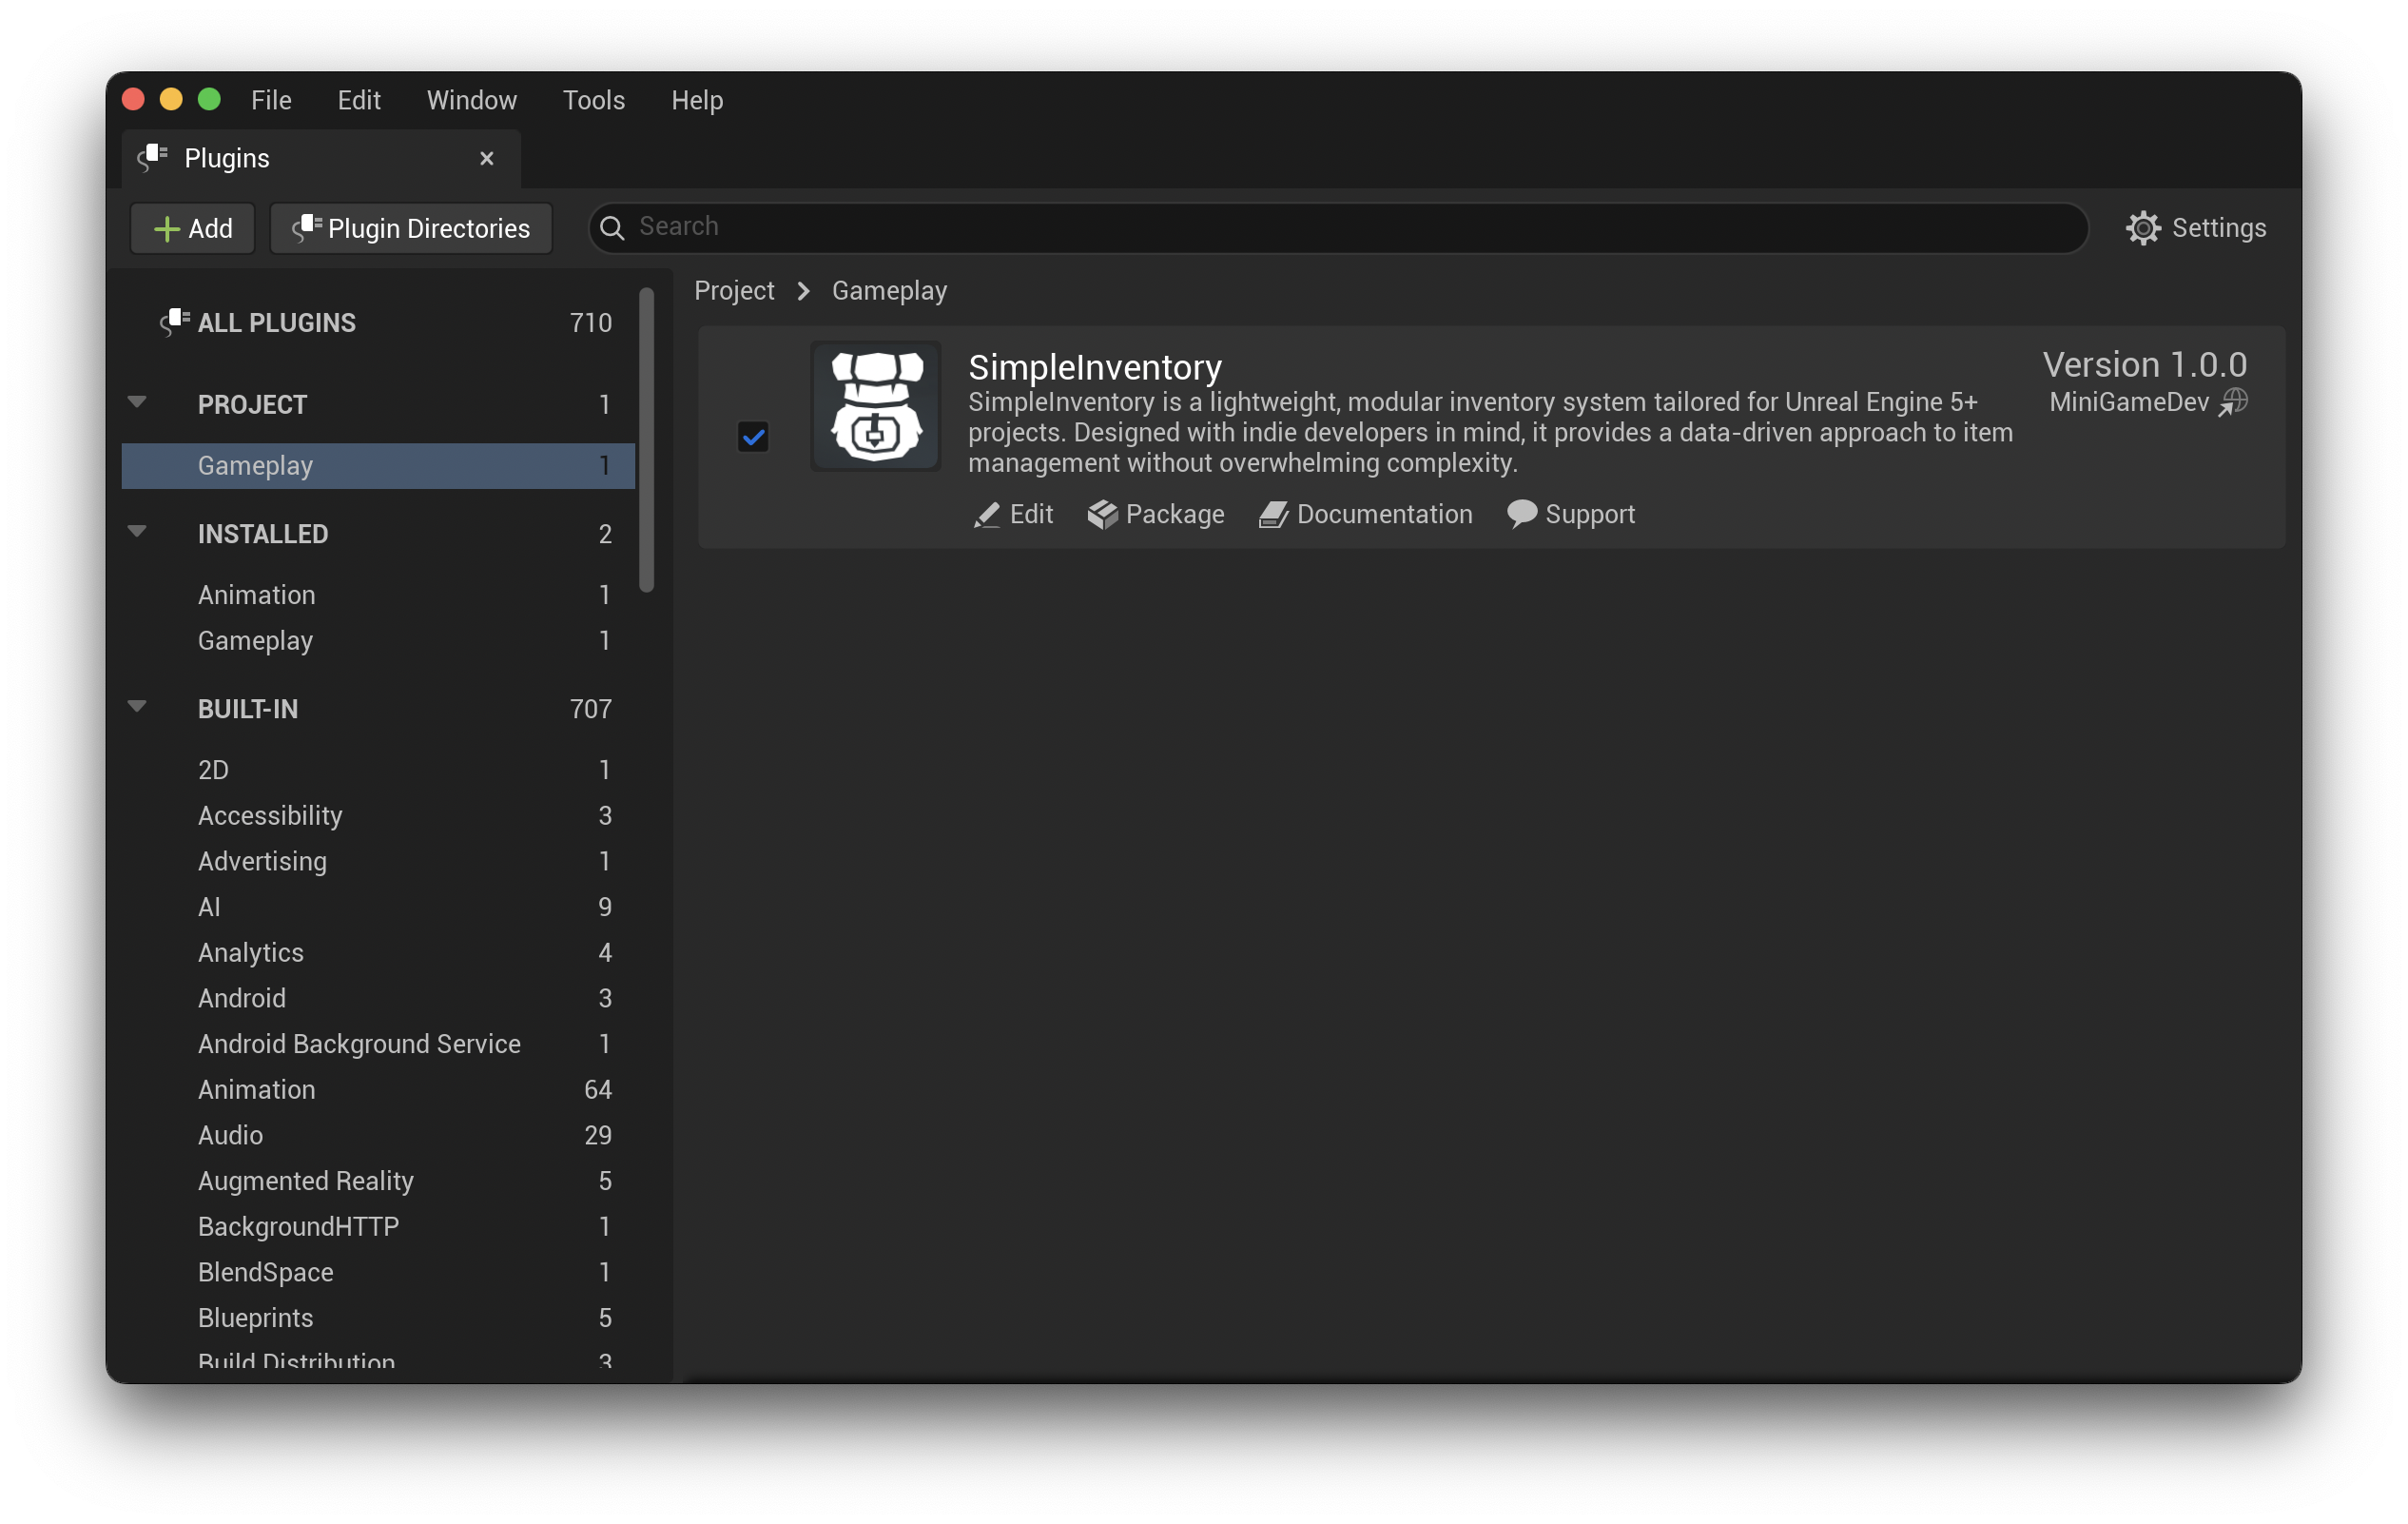 File Edit Window Tools Help
Plugins
Add Plugin Directories Search Settings
ALL PLUGINS 710
PROJECT 1
Gameplay 1
INSTALLED 2
Animation 1
Gameplay 1
BUILT-IN 707
2D 1
Accessibility 3
Advertising 1
AI 9
Analytics 4
Android 3
Android Background Service 1
Animation 64
Audio 29
Augmented Reality 5
BackgroundHTTP 1
BlendSpace 1
Blueprints 5
Build Distribution 3
Project > Gameplay
SimpleInventory
SimpleInventory is a lightweight, modular inventory system tailored for Unreal Engine 5+
projects. Designed with indie developers in mind, it provides a data-driven approach to item
management without overwhelming complexity.
Edit Package Documentation Support
Version 1.0.0
MiniGameDev